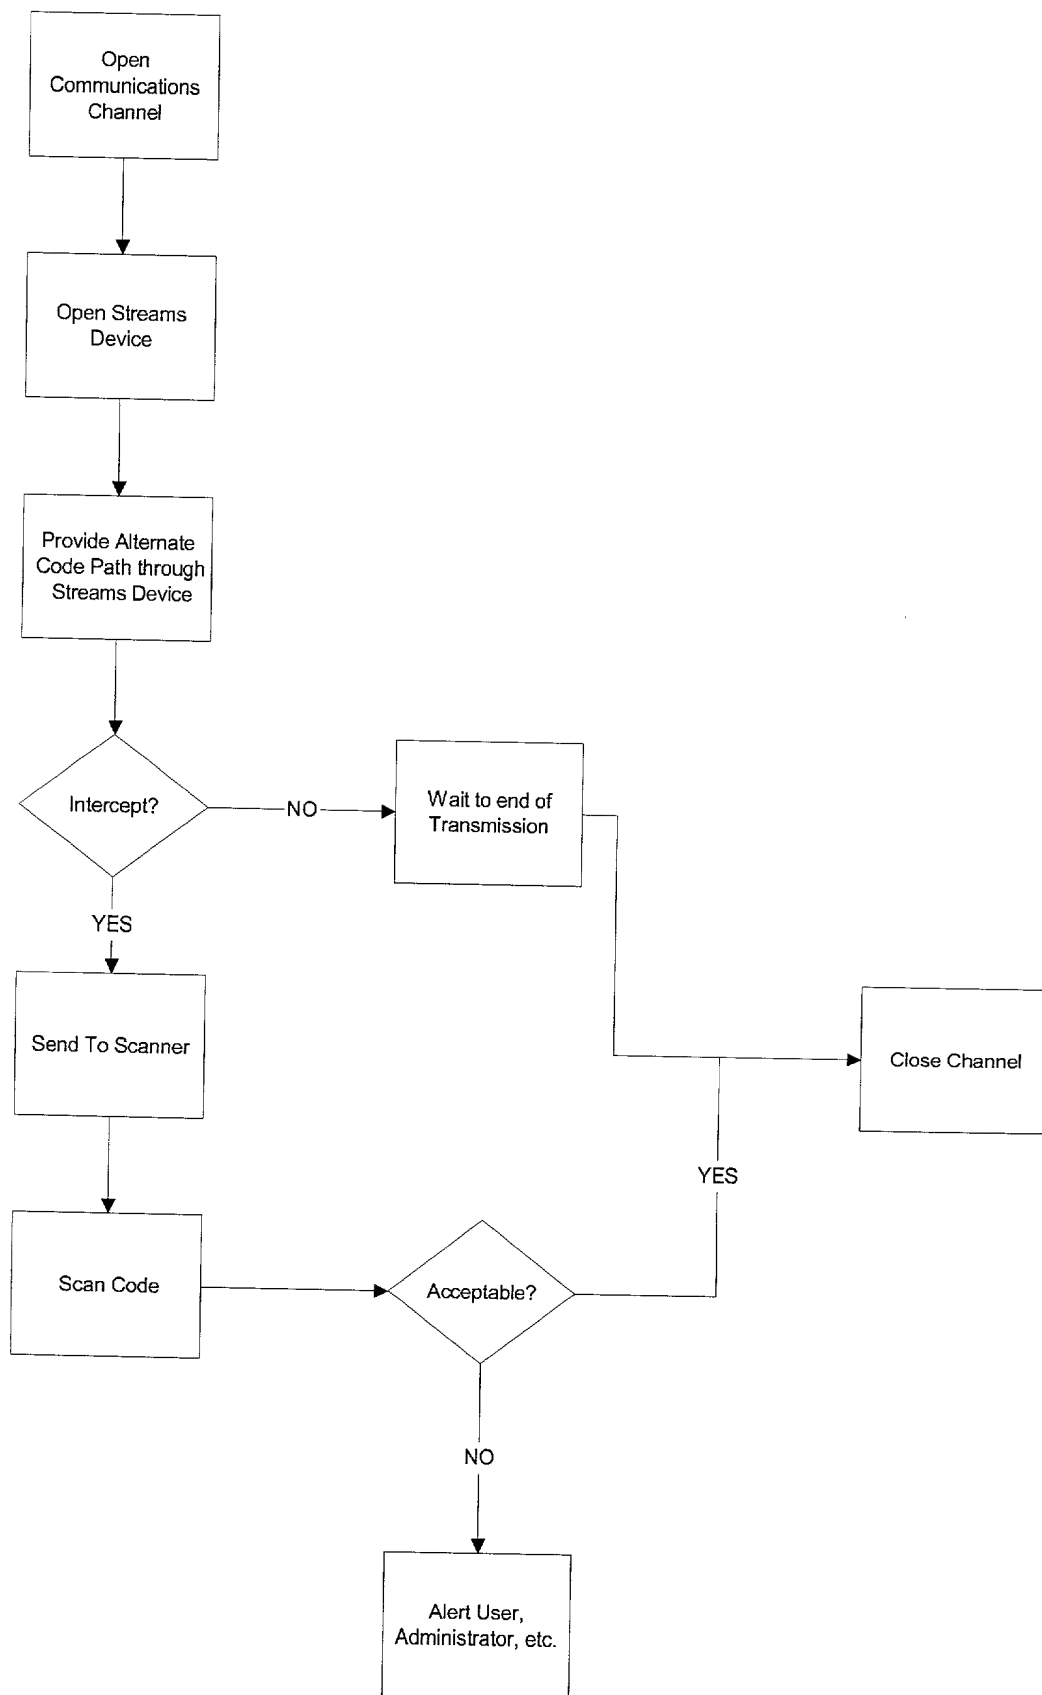 Open
Communications
Channel
Open Streams
Device
Provide Alternate
Code Path through
Streams Device
Intercept?
NO
Wait to end of
Transmission
YES
Send To Scanner
Close Channel
YES
Scan Code
Acceptable?
NO
Alert User,
Administrator, etc.